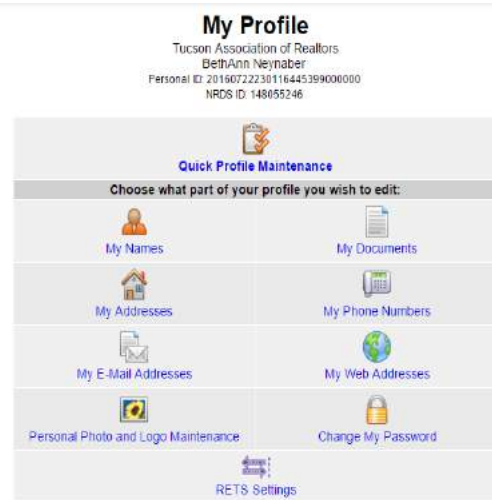 My Profile
Tucson Association of Realtors
BethAnn Neynaber
Personal ID: 20160722230116445399000000
NRDS ID: 148055246
Quick Profile Maintenance
Choose what part of your profile you wish to edit:
My Names
My Documents
My Addresses
My Phone Numbers
My E-Mail Addresses
My Web Addresses
Personal Photo and Logo Maintenance
Change My Password
RETS Settings